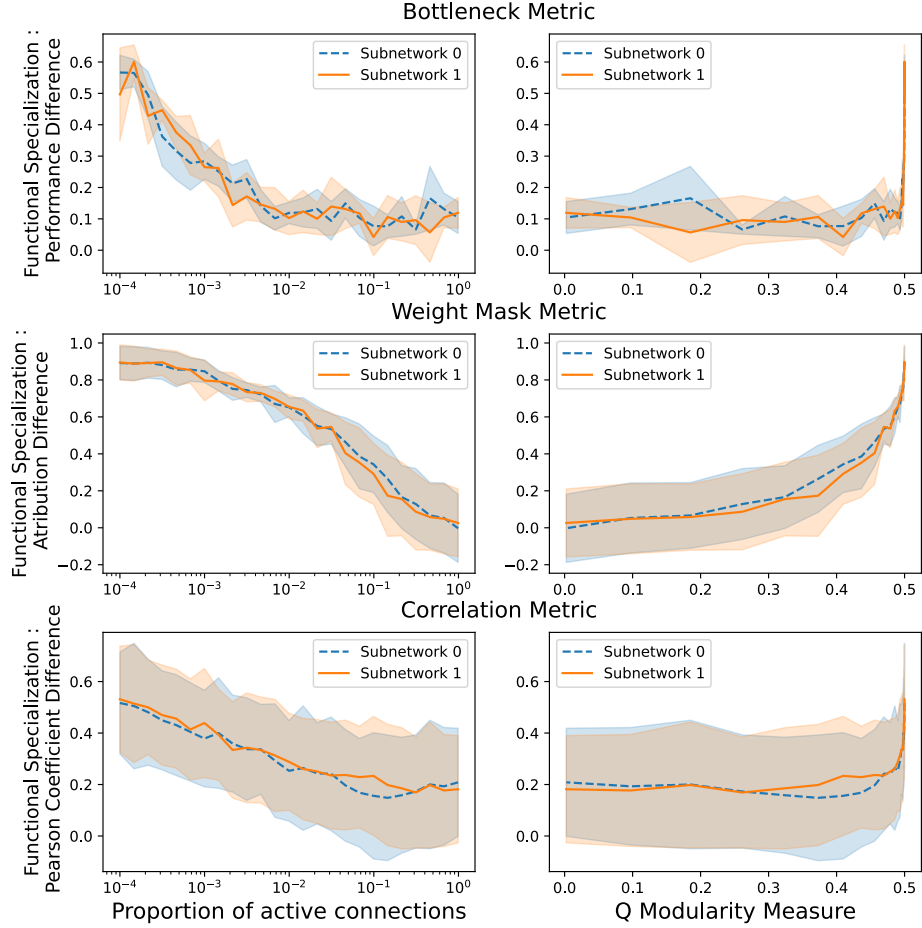 Bottleneck Metric
Functional Specialization :
Performance Difference
0.6
0.5
0.4
0.3
0.2
0.1
0.0
Subnetwork 0
Subnetwork 1
10⁻⁴ 10⁻³ 10⁻² 10⁻¹ 10⁰
0.6
0.5
0.4
0.3
0.2
0.1
0.0
Subnetwork 0
Subnetwork 1
0.0 0.1 0.2 0.3 0.4 0.5
Weight Mask Metric
Functional Specialization :
Atribution Difference
1.0
0.8
0.6
0.4
0.2
0.0
−0.2
Subnetwork 0
Subnetwork 1
10⁻⁴ 10⁻³ 10⁻² 10⁻¹ 10⁰
1.0
0.8
0.6
0.4
0.2
0.0
−0.2
Subnetwork 0
Subnetwork 1
0.0 0.1 0.2 0.3 0.4 0.5
Correlation Metric
Functional Specialization :
Pearson Coefficient Difference
0.6
0.4
0.2
0.0
Subnetwork 0
Subnetwork 1
10⁻⁴ 10⁻³ 10⁻² 10⁻¹ 10⁰
Proportion of active connections
0.6
0.4
0.2
0.0
Subnetwork 0
Subnetwork 1
0.0 0.1 0.2 0.3 0.4 0.5
Q Modularity Measure